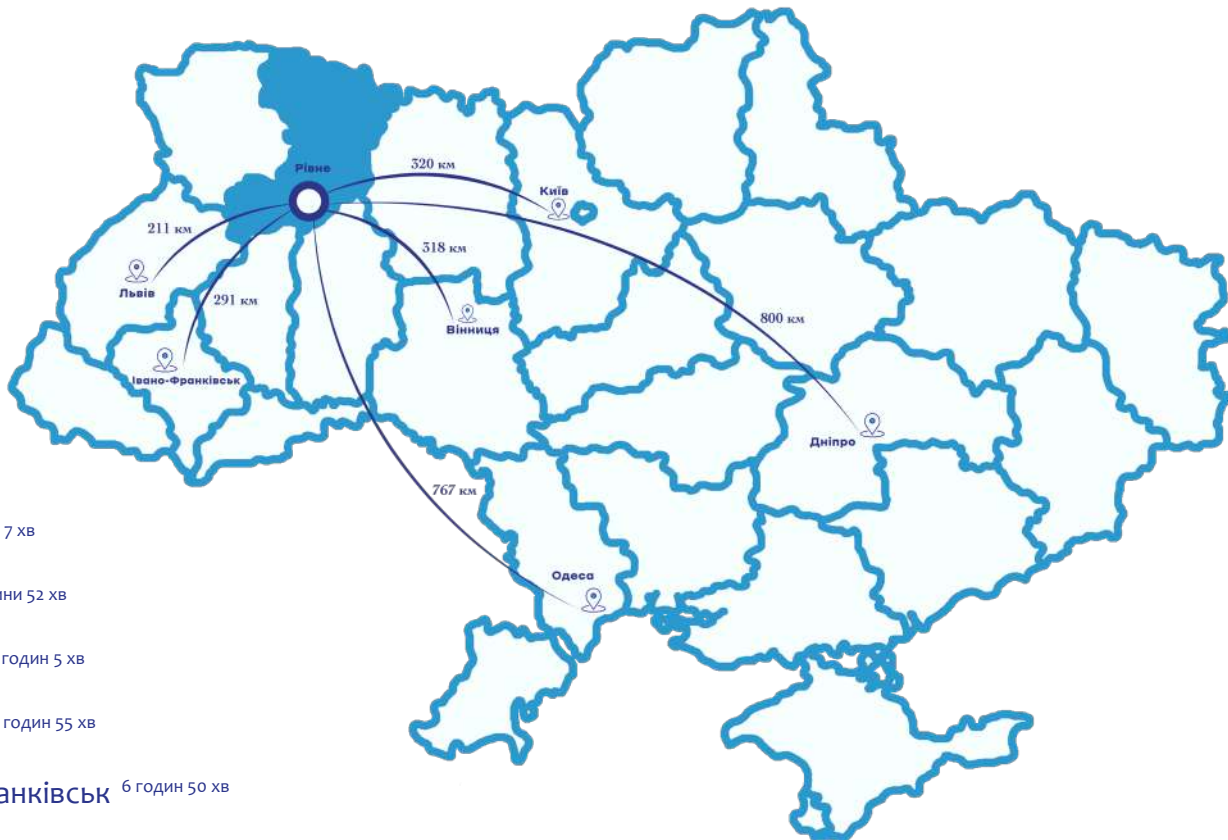 Рівне
320 км
Київ
211 км
318 км
Львів
291 км
Вінниця
800 км
Івано-Франківськ
Дніпро
767 км
Одеса
7 хв
ини 52 хв
годин 5 хв
годин 55 хв
анківськ 6 годин 50 хв